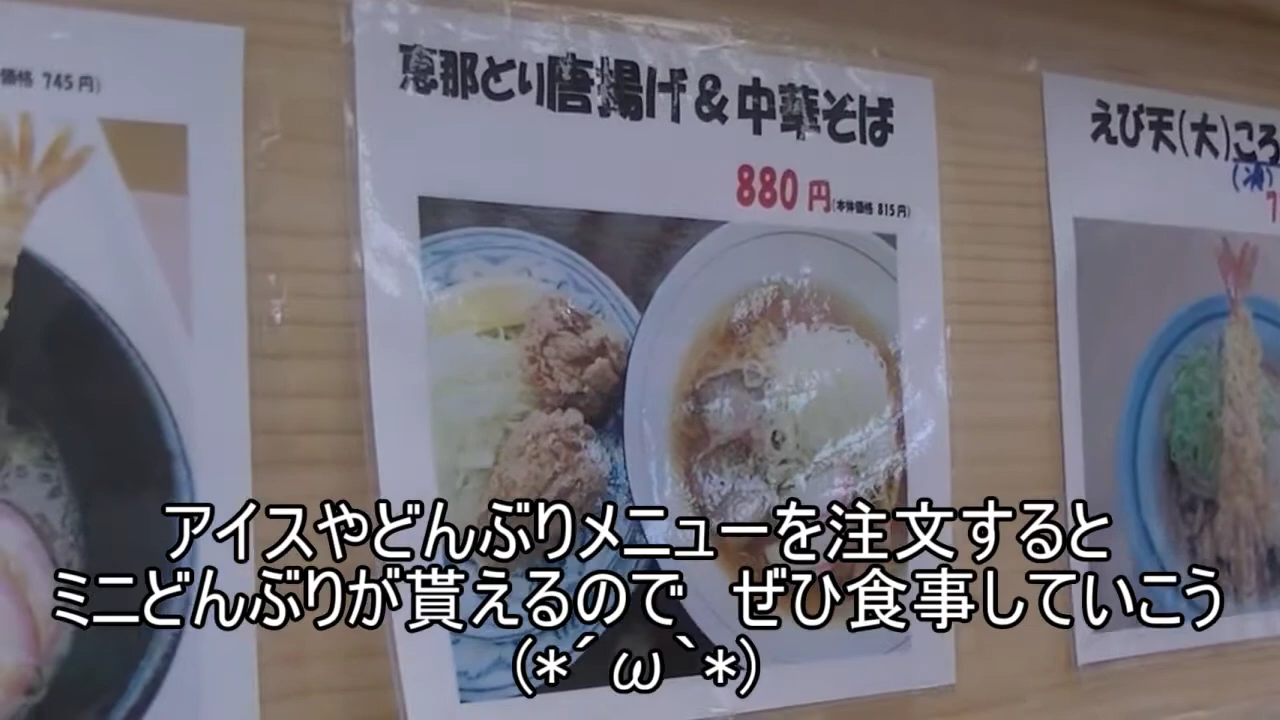 価格 745円)
恵那どり唐揚げ&中華そば
880円(本体価格 815円)
えび天(大)ころ
(冷)
アイスやどんぶりメニューを注文すると
ミニどんぶりが貰えるので ぜひ食事していこう
(*´ω`*)